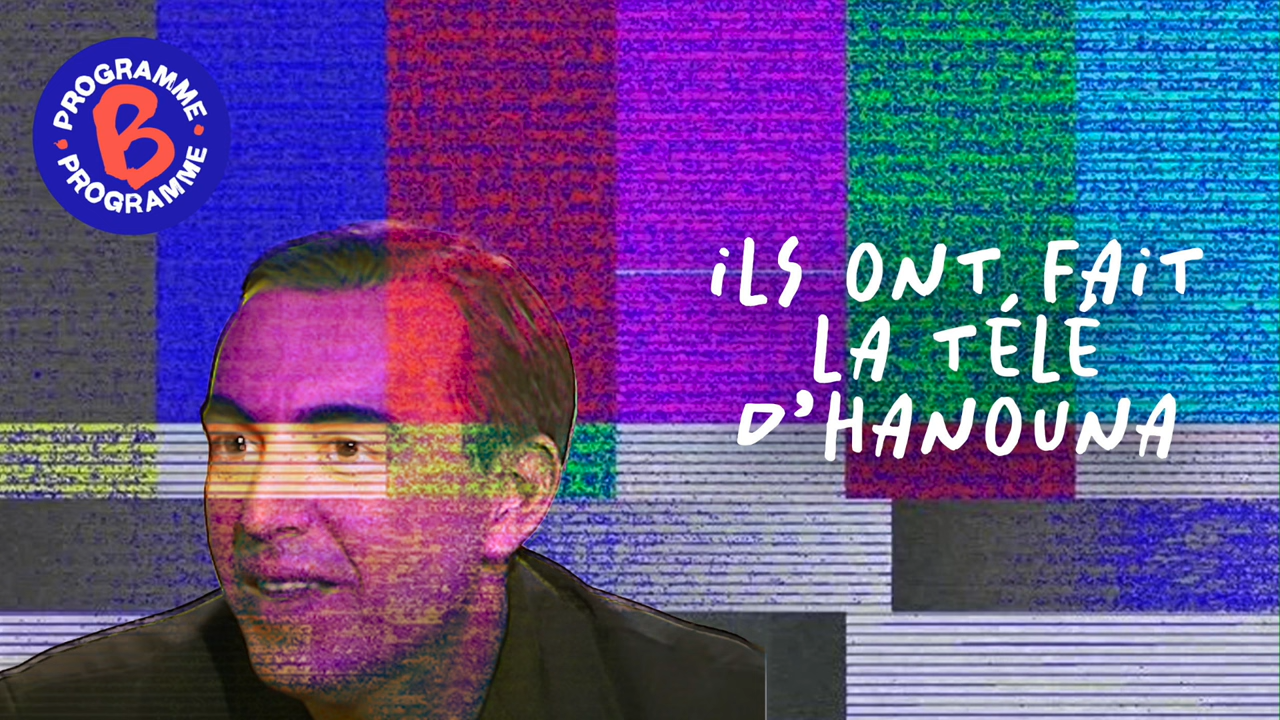 PROGRAMME
B
PROGRAMME
iLS ONT FAiT
LA TÉLÉ
D'HANOUNA